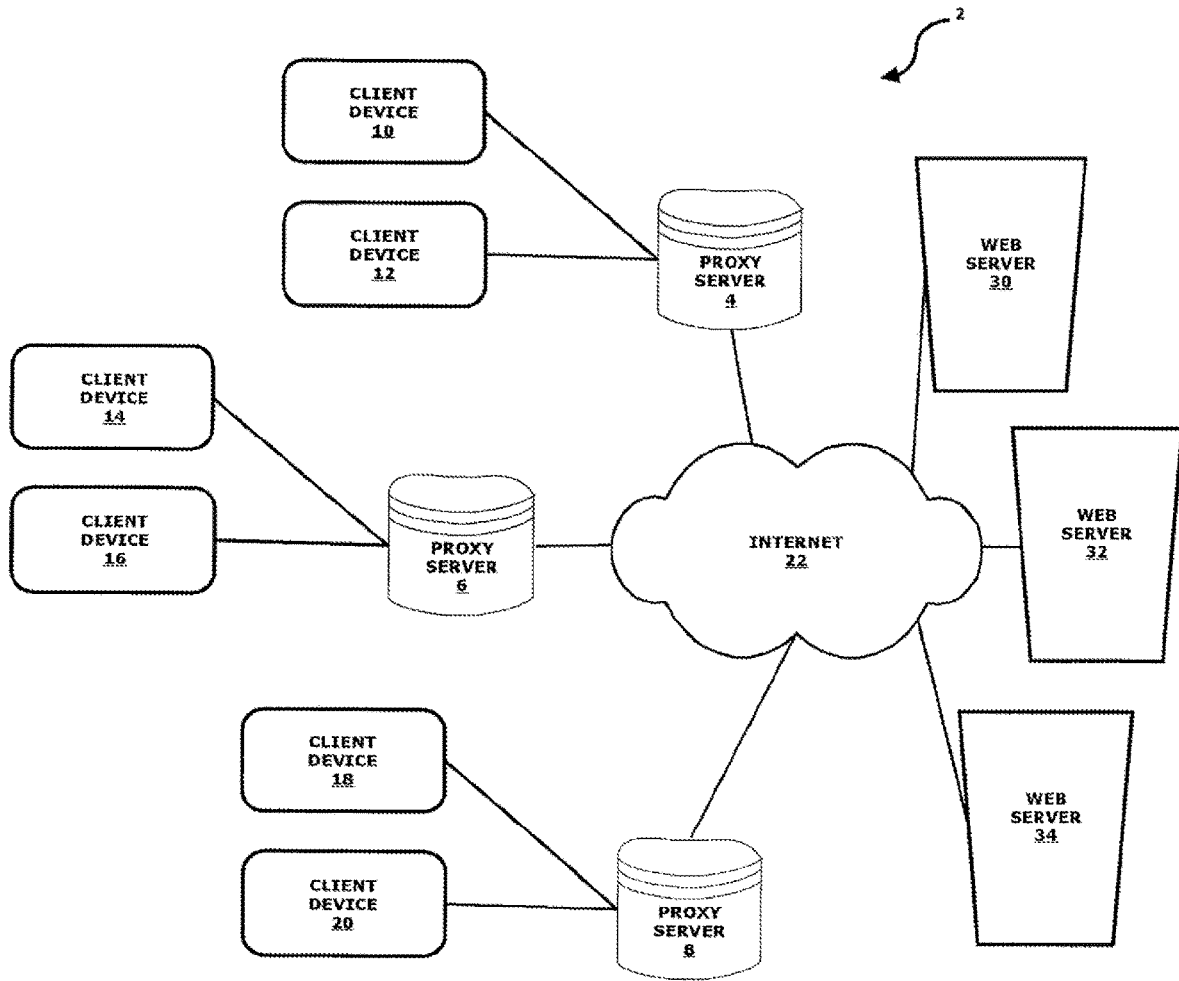 2
CLIENT
DEVICE
10
CLIENT
DEVICE
12
PROXY
SERVER
4
WEB
SERVER
30
CLIENT
DEVICE
14
CLIENT
DEVICE
16
PROXY
SERVER
6
INTERNET
22
WEB
SERVER
32
CLIENT
DEVICE
18
CLIENT
DEVICE
20
PROXY
SERVER
8
WEB
SERVER
34